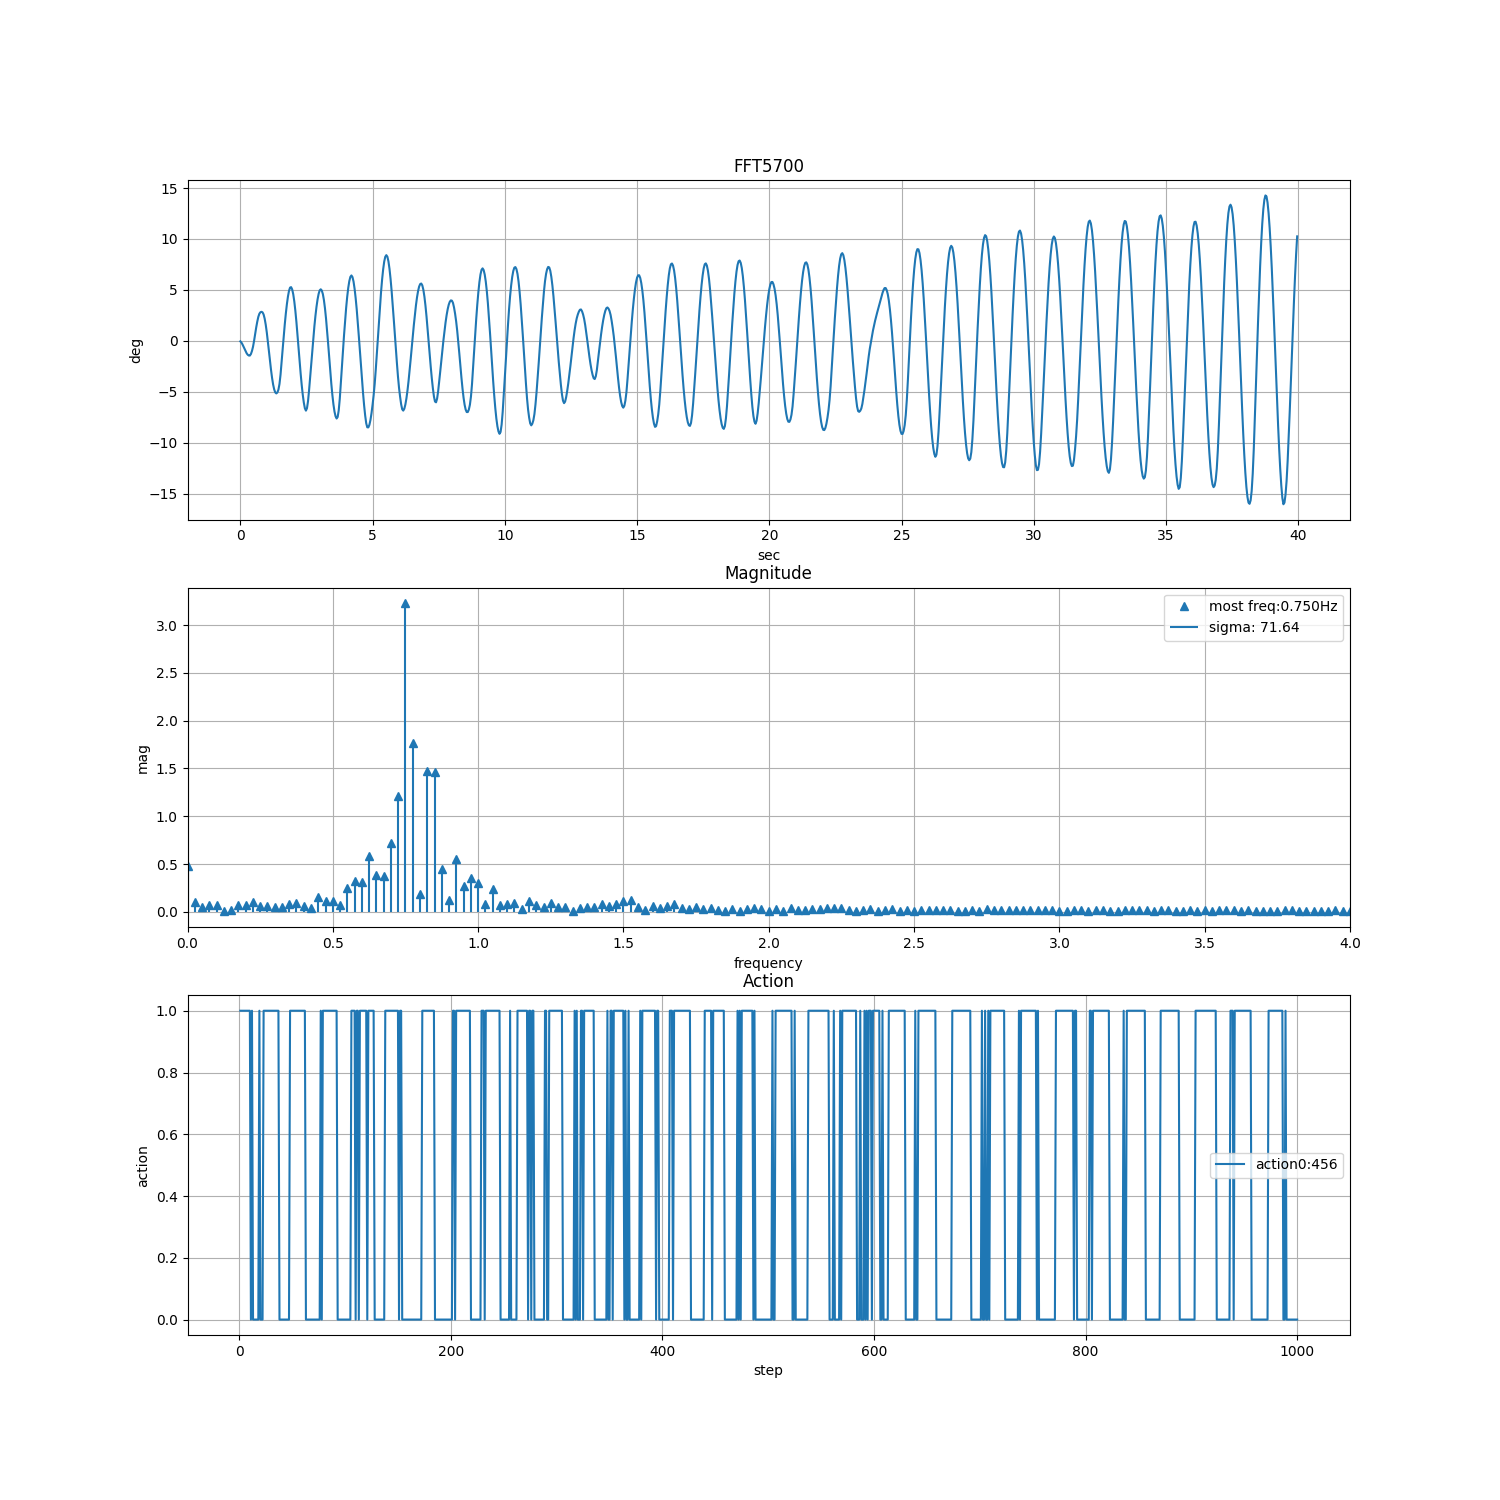 FFT5700
15
10
5
0
−5
−10
−15
deg
0 5 10 15 20 25 30 35 40
sec
Magnitude
most freq:0.750Hz
sigma: 71.64
3.0
2.5
2.0
1.5
1.0
0.5
0.0
mag
0.0 0.5 1.0 1.5 2.0 2.5 3.0 3.5 4.0
frequency
Action
1.0
0.8
0.6
0.4
0.2
0.0
action
action0:456
0 200 400 600 800 1000
step